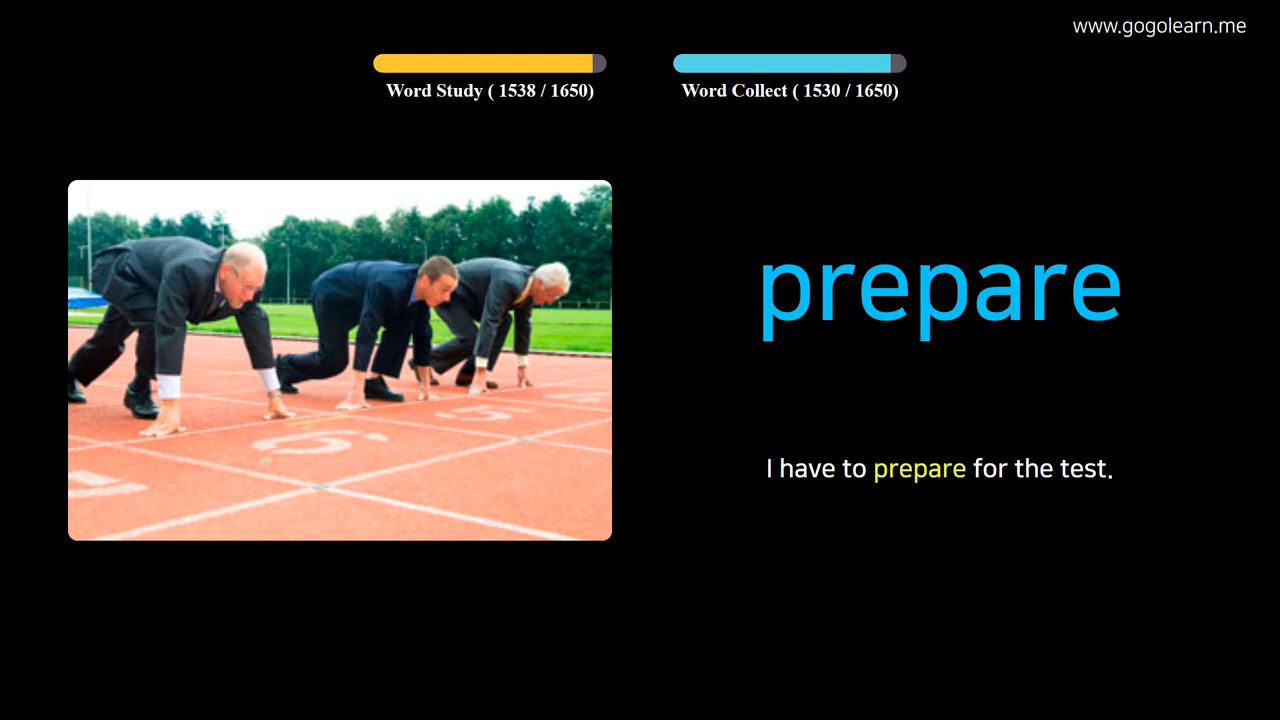 www.gogolearn.me
Word Study ( 1538 / 1650)
Word Collect ( 1530 / 1650)
prepare
I have to prepare for the test.